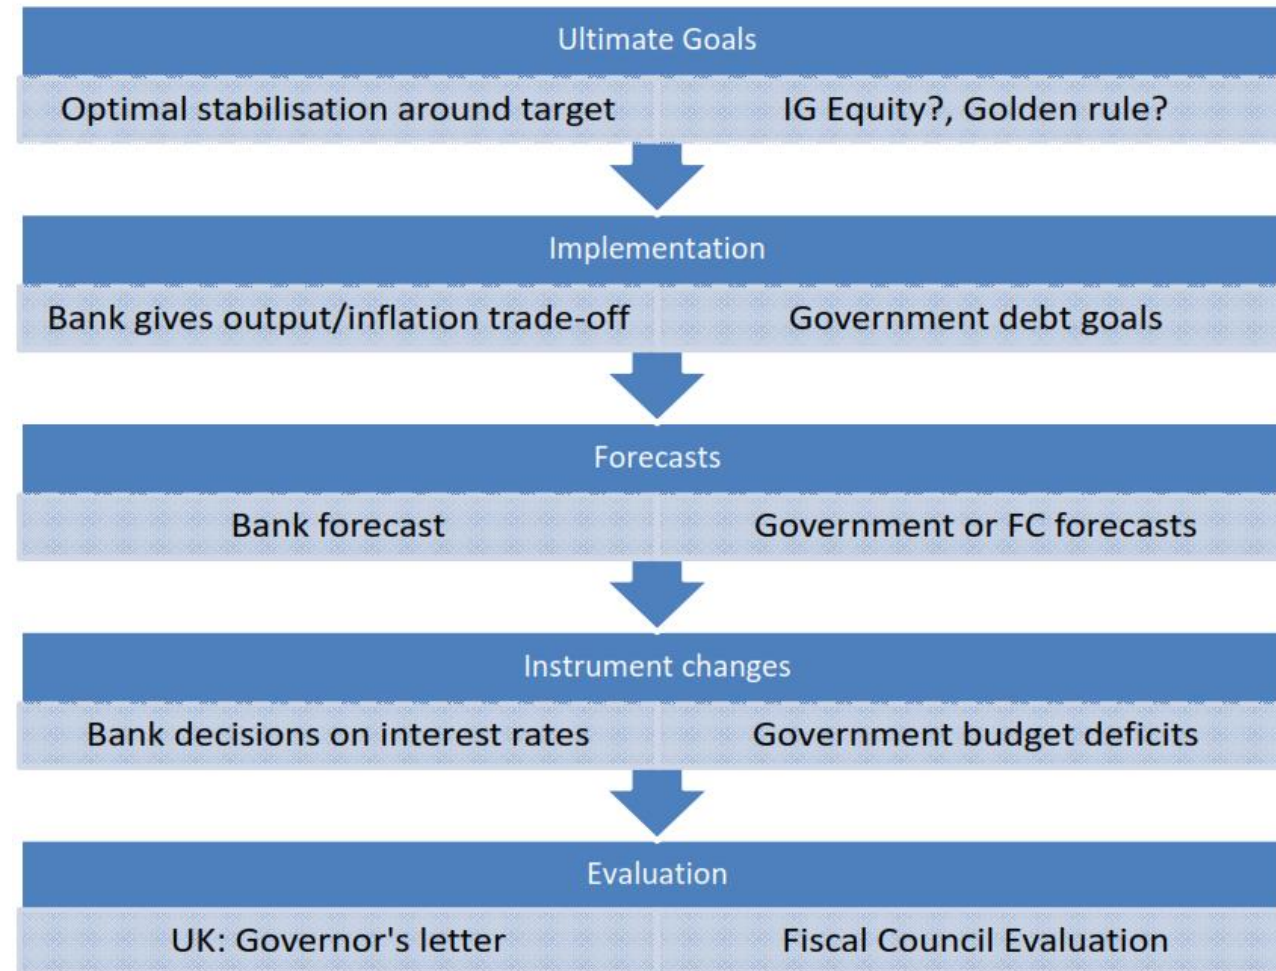 Ultimate Goals
Optimal stabilisation around target
IG Equity?, Golden rule?
Implementation
Bank gives output/inflation trade-off
Government debt goals
Forecasts
Bank forecast
Government or FC forecasts
Instrument changes
Bank decisions on interest rates
Government budget deficits
Evaluation
UK: Governor's letter
Fiscal Council Evaluation